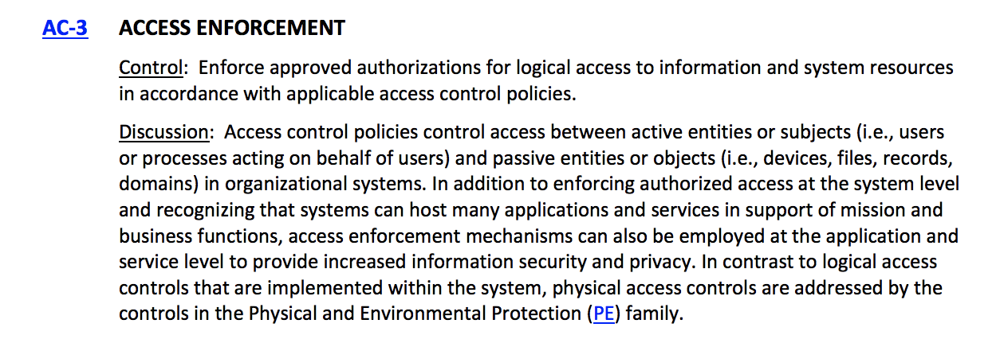 AC-3 ACCESS ENFORCEMENT
Control: Enforce approved authorizations for logical access to information and system resources
in accordance with applicable access control policies.
Discussion: Access control policies control access between active entities or subjects (i.e., users
or processes acting on behalf of users) and passive entities or objects (i.e., devices, files, records,
domains) in organizational systems. In addition to enforcing authorized access at the system level
and recognizing that systems can host many applications and services in support of mission and
business functions, access enforcement mechanisms can also be employed at the application and
service level to provide increased information security and privacy. In contrast to logical access
controls that are implemented within the system, physical access controls are addressed by the
controls in the Physical and Environmental Protection (PE) family.